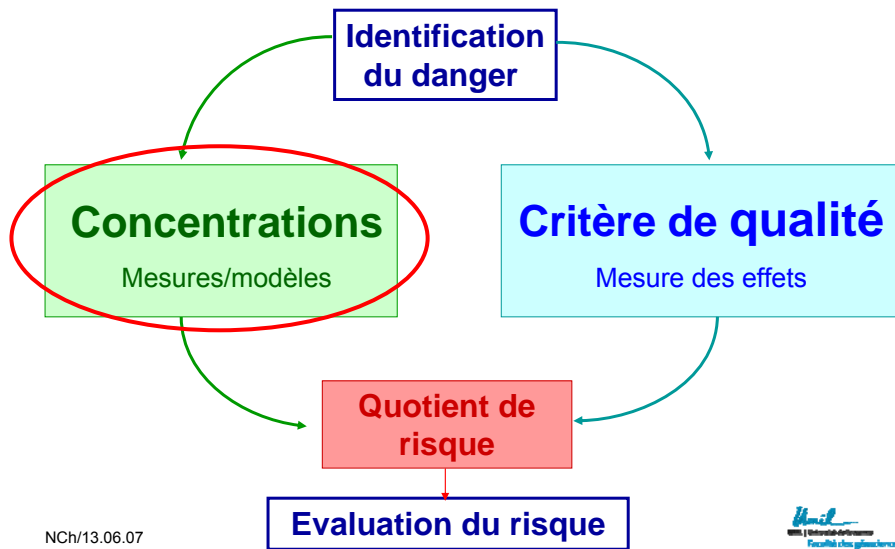 Identification
du danger
Concentrations
Mesures/modèles
Critère de qualité
Mesure des effets
Quotient de
risque
Evaluation du risque
NCh/13.06.07
Unil